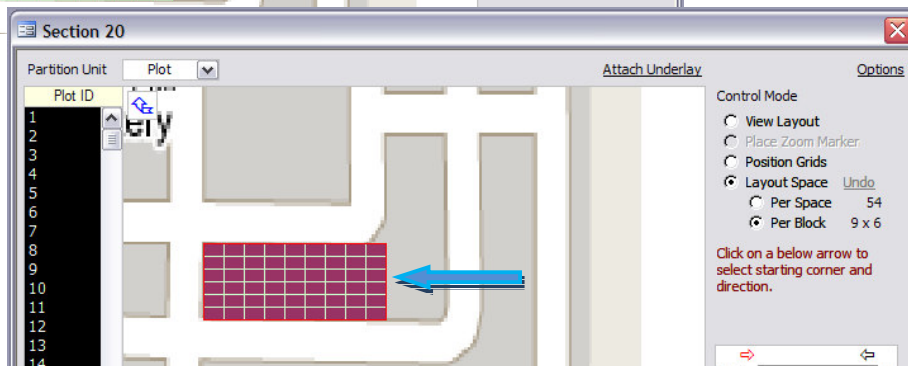 Section 20
Partition Unit Plot Attach Underlay Options
Plot ID
1
2
3
4
5
6
7
8
9
10
11
12
13
14
ery
Control Mode
View Layout
Place Zoom Marker
Position Grids
Layout Space Undo
Per Space 54
Per Block 9 x 6
Click on a below arrow to
select starting corner and
direction.